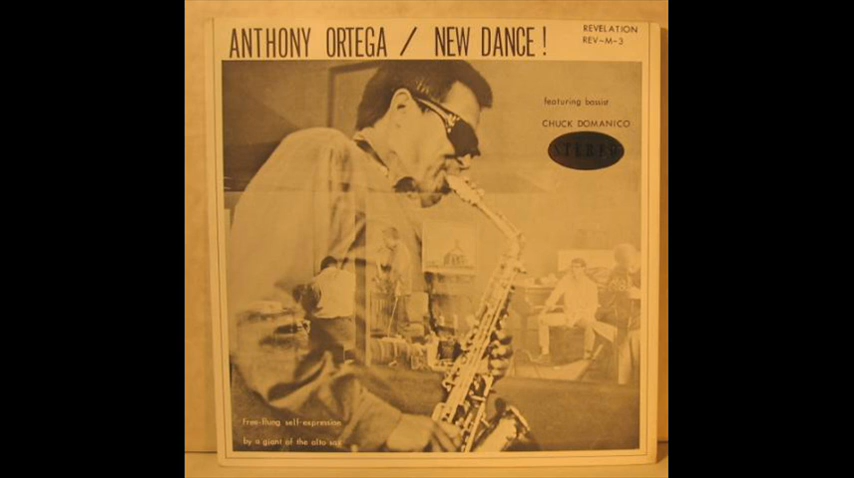 ANTHONY ORTEGA / NEW DANCE!
REVELATION
REV-M-3
featuring bassist
CHUCK DOMANICO
STEREO
free-flung self-expression
by a giant of the alto sax